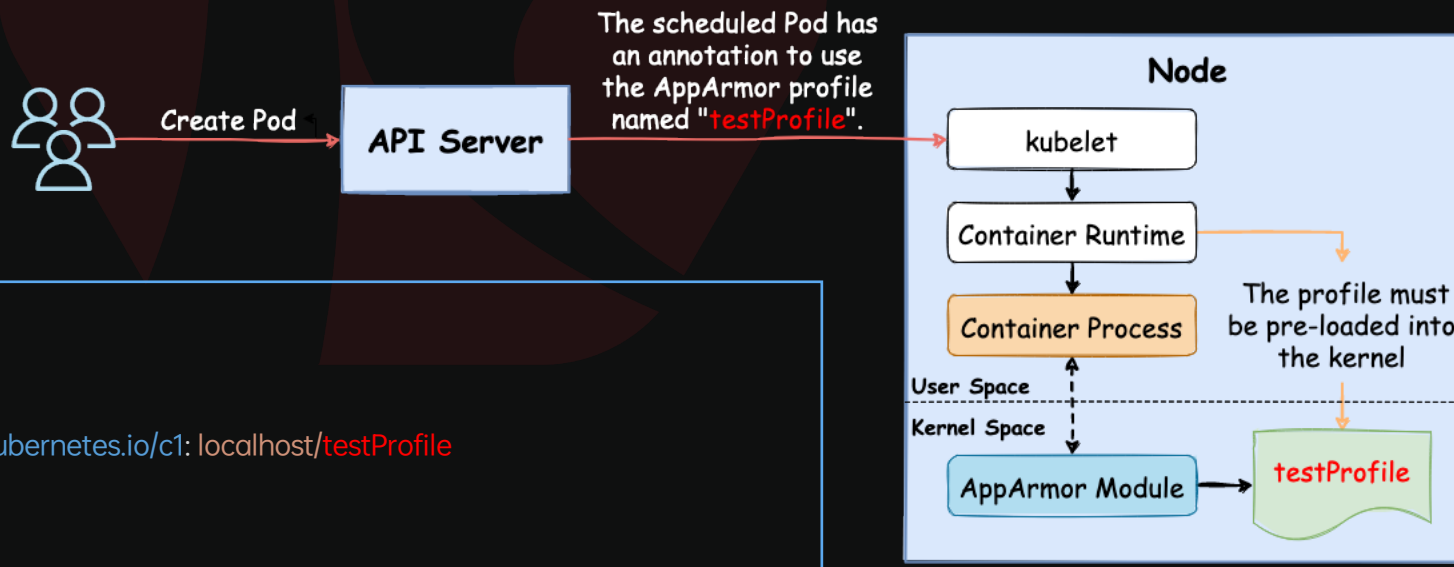 Create Pod
API Server
The scheduled Pod has
an annotation to use
the AppArmor profile
named "testProfile".
Node
kubelet
Container Runtime
Container Process
The profile must
be pre-loaded into
the kernel
User Space
Kernel Space
AppArmor Module
testProfile
ubernetes.io/c1: localhost/testProfile